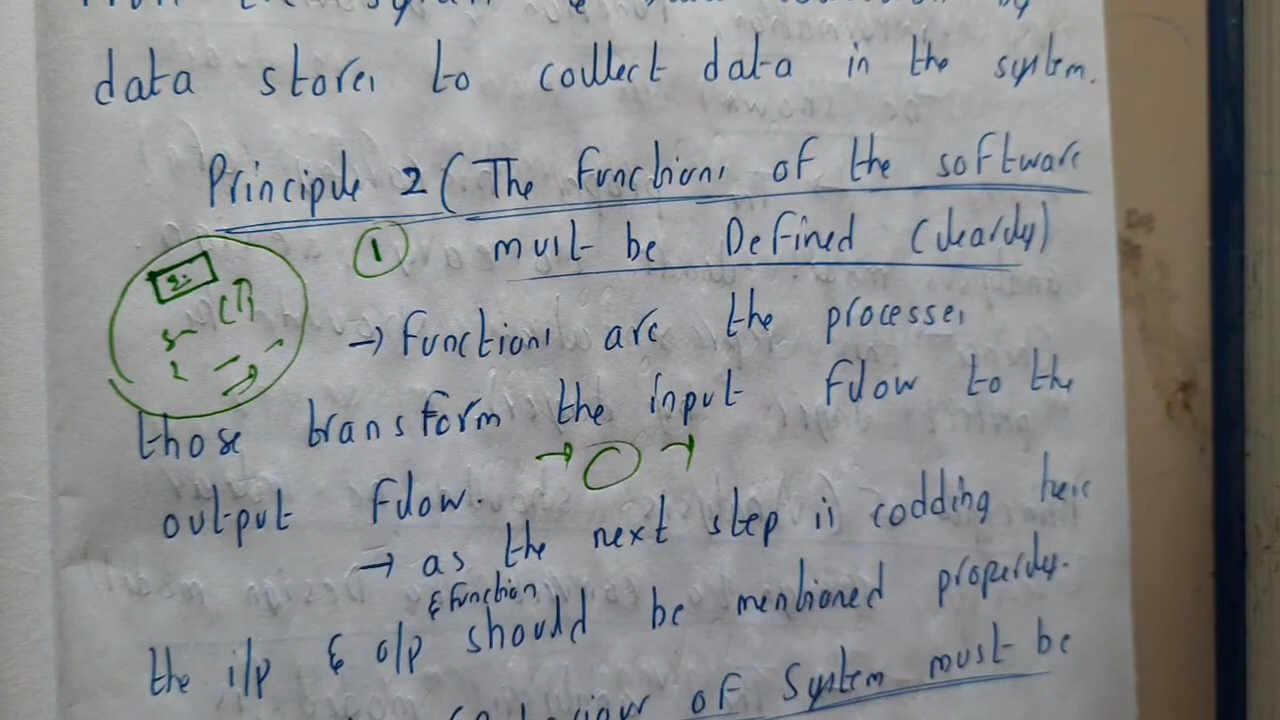 data stores to collect data in the system.
Principle 2 (The functions of the software
1 must be Defined (clearly)
→ functions are the processes
those transform the input flow to the
output flow.
→ as the next step is codding here
& function
the i/p & o/p should be mentioned properly.
of System must be